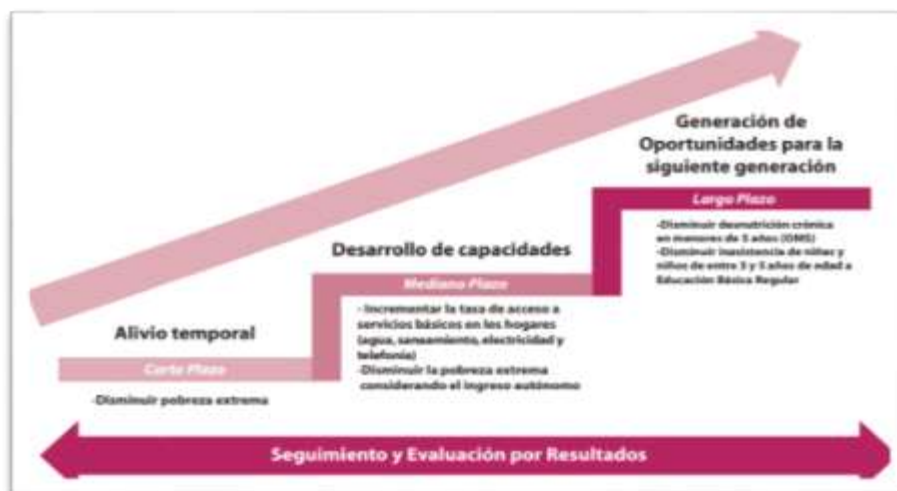 Generación de
Oportunidades para la
siguiente generación
Largo Plazo
-Disminuir desnutrición crónica
en menores de 5 años (OMS)
-Disminuir inasistencia de niñas y
niños de entre 3 y 5 años de edad a
Educación Básica Regular
Desarrollo de capacidades
Mediano Plazo
- Incrementar la tasa de acceso a
servicios básicos en los hogares
(agua, saneamiento, electricidad y
telefonía)
-Disminuir la pobreza extrema
considerando el ingreso autónomo
Alivio temporal
Corto Plazo
-Disminuir pobreza extrema
Seguimiento y Evaluación por Resultados